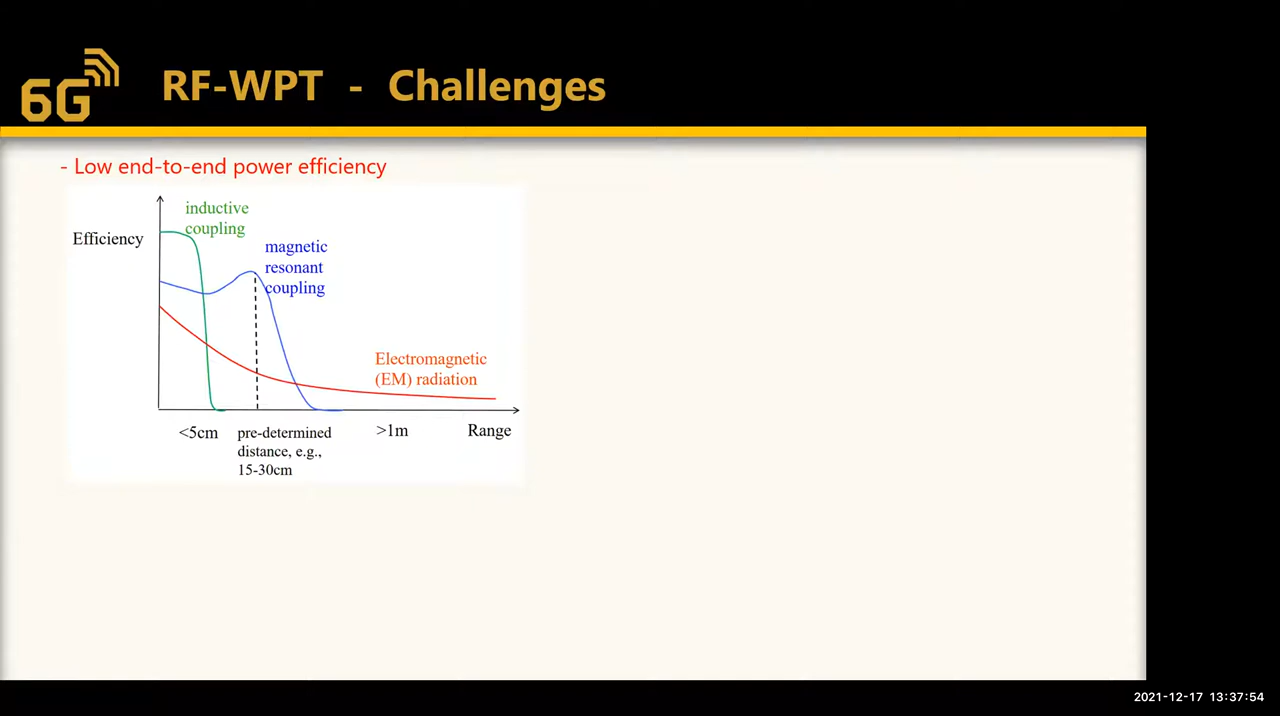 6G
RF-WPT - Challenges
- Low end-to-end power efficiency
inductive
coupling
Efficiency
magnetic
resonant
coupling
Electromagnetic
(EM) radiation
<5cm
pre-determined
distance, e.g.,
15-30cm
>1m
Range
2021-12-17 13:37:54